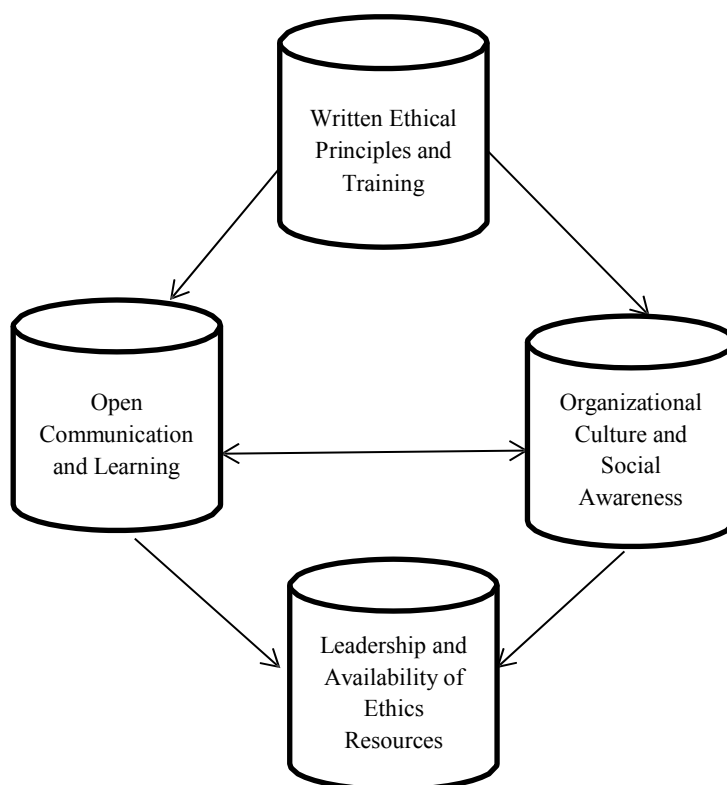 Written Ethical
Principles and
Training
Open
Communication
and Learning
Organizational
Culture and
Social
Awareness
Leadership and
Availability of
Ethics
Resources